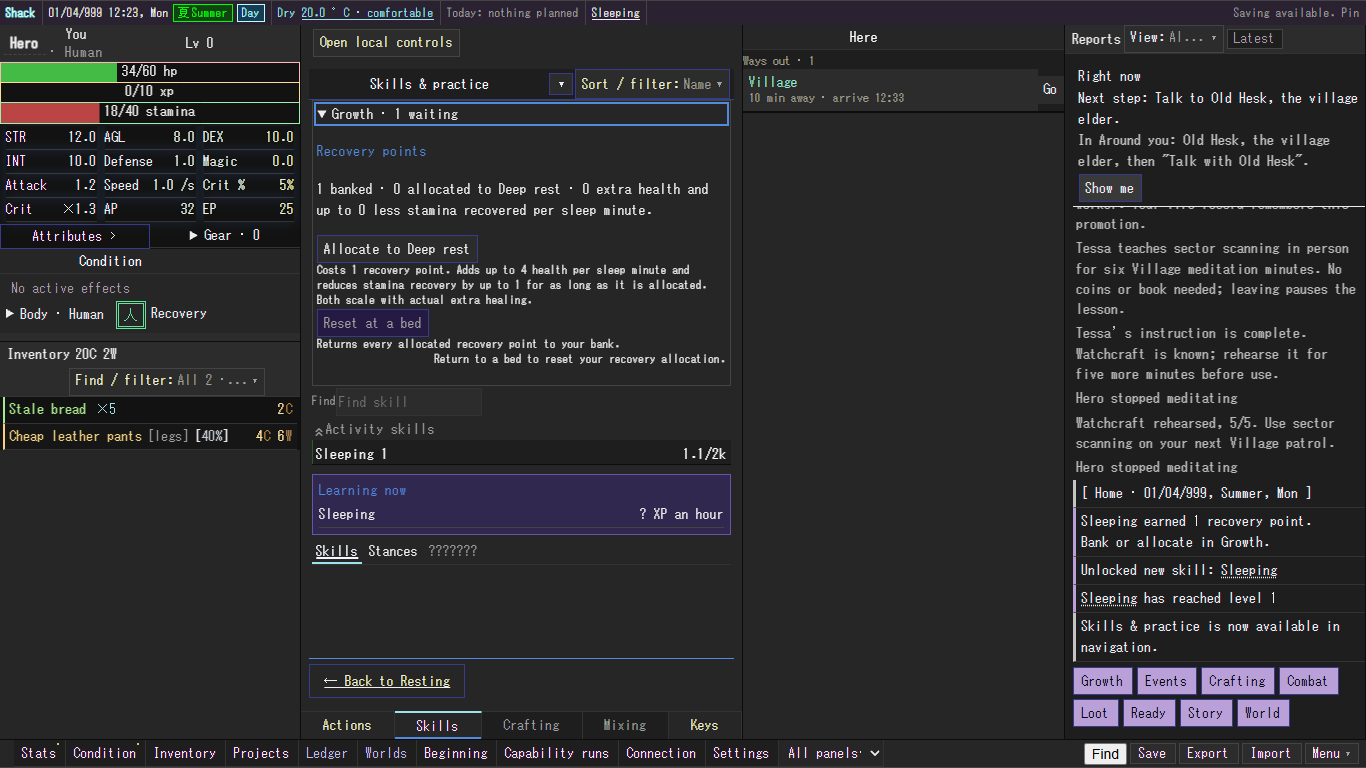 Shack 01/04/999 12:23, Mon 夏Summer Day Dry 20.0 ° C · comfortable Today: nothing planned Sleeping Saving available. Pin
Hero · You Human Lv 0
34/60 hp
0/10 xp
18/40 stamina
STR 12.0 AGL 8.0 DEX 10.0
INT 10.0 Defense 1.0 Magic 0.0
Attack 1.2 Speed 1.0 /s Crit % 5%
Crit ×1.3 AP 32 EP 25
Attributes > ▶ Gear · 0
Condition
No active effects
▶ Body · Human 人 Recovery
Inventory 20C 2W
Find / filter: All 2 ·... ▾
Stale bread ×5 2C
Cheap leather pants [legs] [40%] 4C 6W
Open local controls
Skills & practice ▾ Sort / filter: Name ▾
▼ Growth · 1 waiting
Recovery points
1 banked · 0 allocated to Deep rest · 0 extra health and
up to 0 less stamina recovered per sleep minute.
Allocate to Deep rest
Costs 1 recovery point. Adds up to 4 health per sleep minute and
reduces stamina recovery by up to 1 for as long as it is allocated.
Both scale with actual extra healing.
Reset at a bed
Returns every allocated recovery point to your bank.
Return to a bed to reset your recovery allocation.
Find Find skill
Activity skills
Sleeping 1 1.1/2k
Learning now
Sleeping ? XP an hour
Skills Stances ???????
← Back to Resting
Actions Skills Crafting Mixing Keys
Here
Ways out · 1
Village
10 min away · arrive 12:33
Go
Reports View: Al... ▾ Latest
Right now
Next step: Talk to Old Hesk, the village
elder.
In Around you: Old Hesk, the village
elder, then "Talk with Old Hesk".
Show me
promotion.
Tessa teaches sector scanning in person
for six Village meditation minutes. No
coins or book needed; leaving pauses the
lesson.
Tessa's instruction is complete.
Watchcraft is known; rehearse it for
five more minutes before use.
Hero stopped meditating
Watchcraft rehearsed, 5/5. Use sector
scanning on your next Village patrol.
Hero stopped meditating
[ Home · 01/04/999, Summer, Mon ]
Sleeping earned 1 recovery point.
Bank or allocate in Growth.
Unlocked new skill: Sleeping
Sleeping has reached level 1
Skills & practice is now available in
navigation.
Growth Events Crafting Combat
Loot Ready Story World
Stats Condition Inventory Projects Ledger Worlds Beginning Capability runs Connection Settings All panels· Find Save Export Import Menu ▾